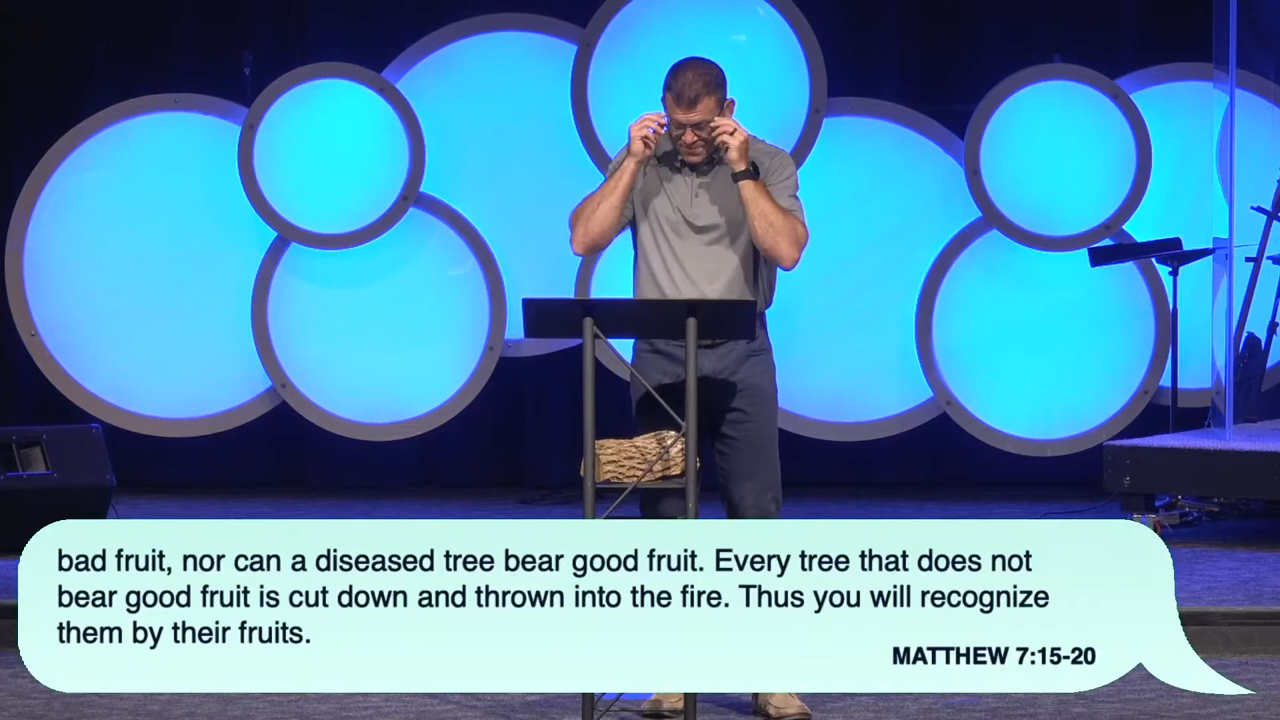 bad fruit, nor can a diseased tree bear good fruit. Every tree that does not
bear good fruit is cut down and thrown into the fire. Thus you will recognize
them by their fruits.
MATTHEW 7:15-20